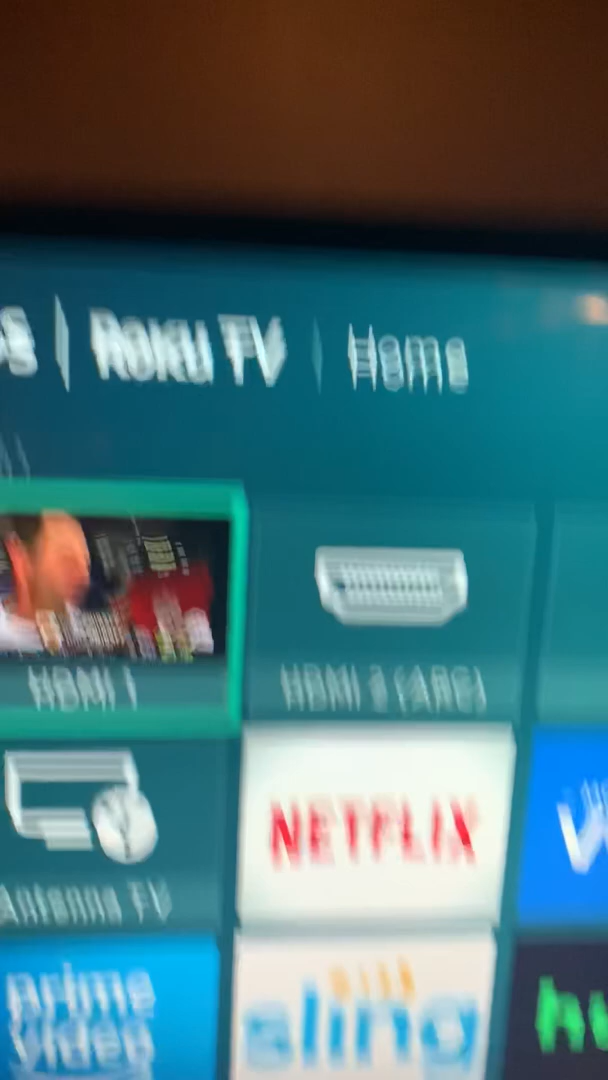 Roku TV | Home
HDMI 1
HDMI 2 (ARC)
NETFLIX
Antenna TV
prime video
sling